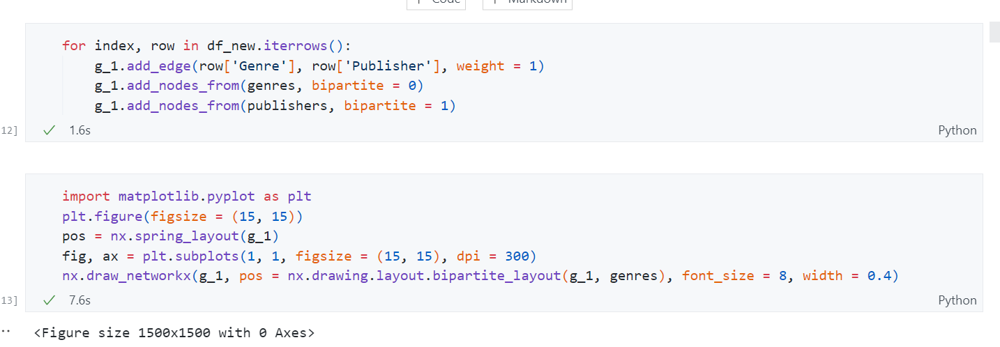 + Code + Markdown
for index, row in df_new.iterrows():
    g_1.add_edge(row['Genre'], row['Publisher'], weight = 1)
    g_1.add_nodes_from(genres, bipartite = 0)
    g_1.add_nodes_from(publishers, bipartite = 1)
12] ✓ 1.6s Python
import matplotlib.pyplot as plt
plt.figure(figsize = (15, 15))
pos = nx.spring_layout(g_1)
fig, ax = plt.subplots(1, 1, figsize = (15, 15), dpi = 300)
nx.draw_networkx(g_1, pos = nx.drawing.layout.bipartite_layout(g_1, genres), font_size = 8, width = 0.4)
13] ✓ 7.6s Python
<Figure size 1500x1500 with 0 Axes>